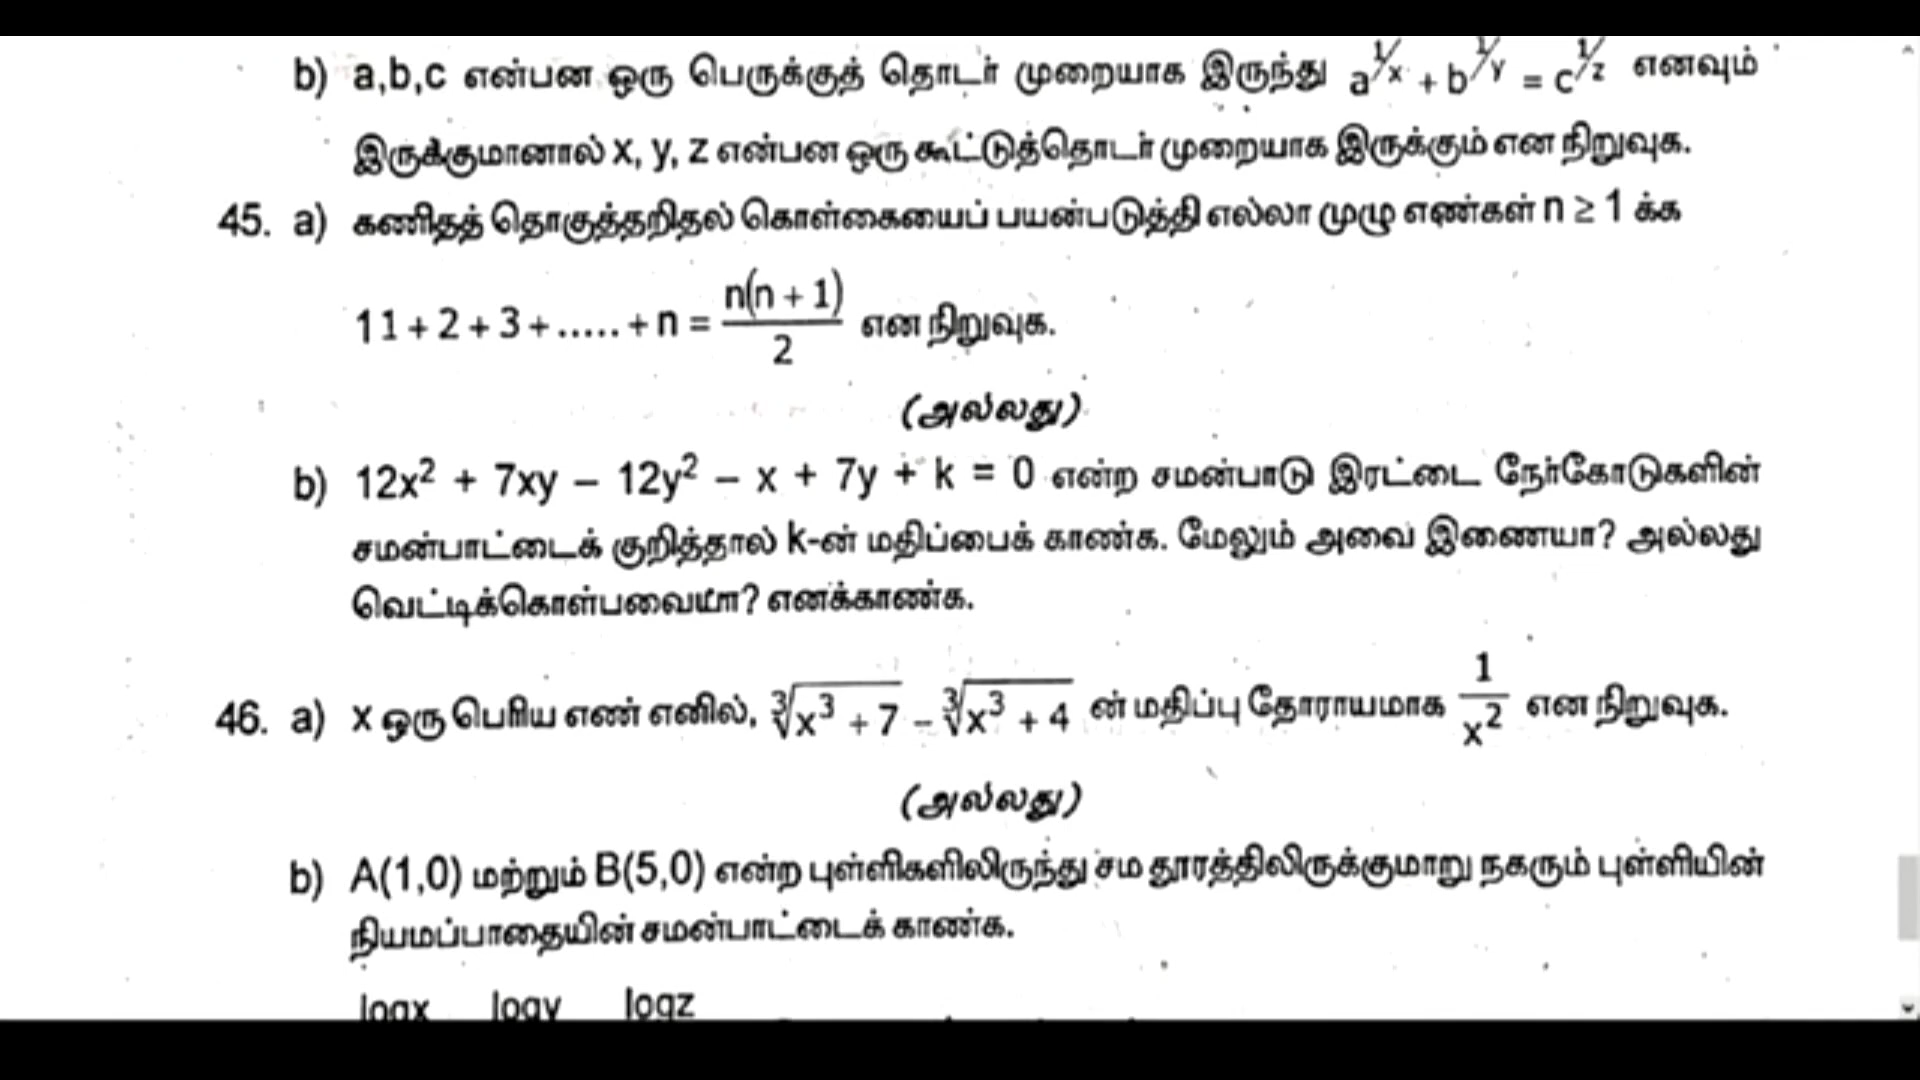 b) a,b,c என்பன ஒரு பெருக்குத் தொடர் முறையாக இருந்து a^1/x + b^1/y = c^1/z எனவும்
இருக்குமானால் x, y, z என்பன ஒரு கூட்டுத்தொடர் முறையாக இருக்கும் என நிறுவுக.
45. a) கணிதத் தொகுத்தறிதல் கொள்கையைப் பயன்படுத்தி எல்லா முழு எண்கள் n ≥ 1 க்க
11 + 2 + 3 + ..... + n = n(n + 1)/2 என நிறுவுக.
(அல்லது)
b) 12x² + 7xy – 12y² – x + 7y + k = 0 என்ற சமன்பாடு இரட்டை நேர்கோடுகளின்
சமன்பாட்டைக் குறித்தால் k-ன் மதிப்பைக் காண்க. மேலும் அவை இணையா? அல்லது
வெட்டிக்கொள்பவையா? எனக்காண்க.
46. a) x ஒரு பெரிய எண் எனில், ∛(x³ + 7) – ∛(x³ + 4) ன் மதிப்பு தோராயமாக 1/x² என நிறுவுக.
(அல்லது)
b) A(1,0) மற்றும் B(5,0) என்ற புள்ளிகளிலிருந்து சம தூரத்திலிருக்குமாறு நகரும் புள்ளியின்
நியமப்பாதையின் சமன்பாட்டைக் காண்க.
logx logy logz